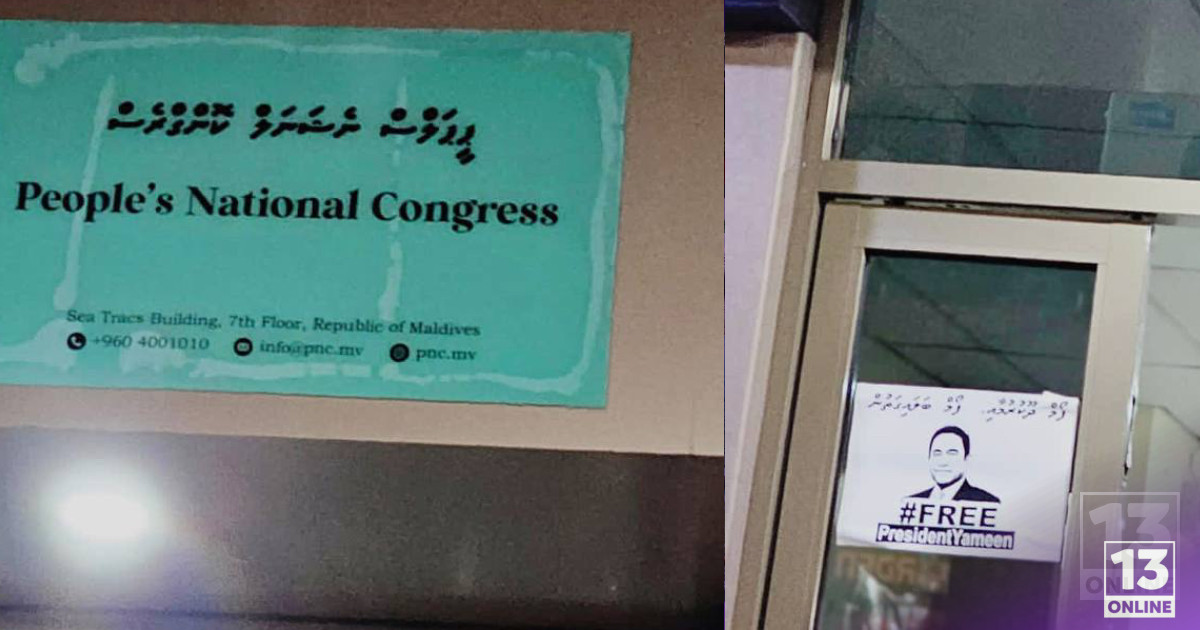 ޕީޕަލްސް ނެޝަނަލް ކޮންގްރެސް
People's National Congress
Sea Tracs Building, 7th Floor, Republic of Maldives
+960 4001010 info@pnc.mv pnc.mv
#FREE
PresidentYameen
13
ONLINE